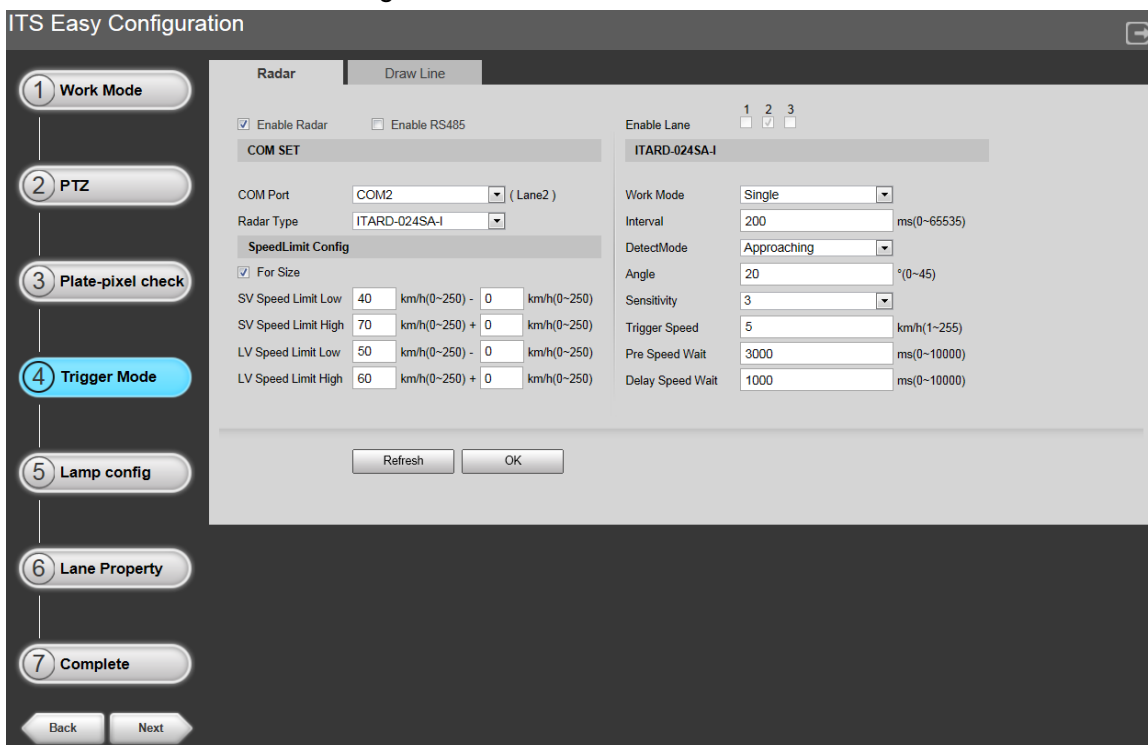 ITS Easy Configuration
1 Work Mode
2 PTZ
3 Plate-pixel check
4 Trigger Mode
5 Lamp config
6 Lane Property
7 Complete
Back Next
Radar Draw Line
Enable Radar Enable RS485
COM SET
COM Port COM2 ( Lane2 )
Radar Type ITARD-024SA-I
SpeedLimit Config
For Size
SV Speed Limit Low 40 km/h(0~250) - 0 km/h(0~250)
SV Speed Limit High 70 km/h(0~250) + 0 km/h(0~250)
LV Speed Limit Low 50 km/h(0~250) - 0 km/h(0~250)
LV Speed Limit High 60 km/h(0~250) + 0 km/h(0~250)
1 2 3
Enable Lane
ITARD-024SA-I
Work Mode Single
Interval 200 ms(0~65535)
DetectMode Approaching
Angle 20 °(0~45)
Sensitivity 3
Trigger Speed 5 km/h(1~255)
Pre Speed Wait 3000 ms(0~10000)
Delay Speed Wait 1000 ms(0~10000)
Refresh OK